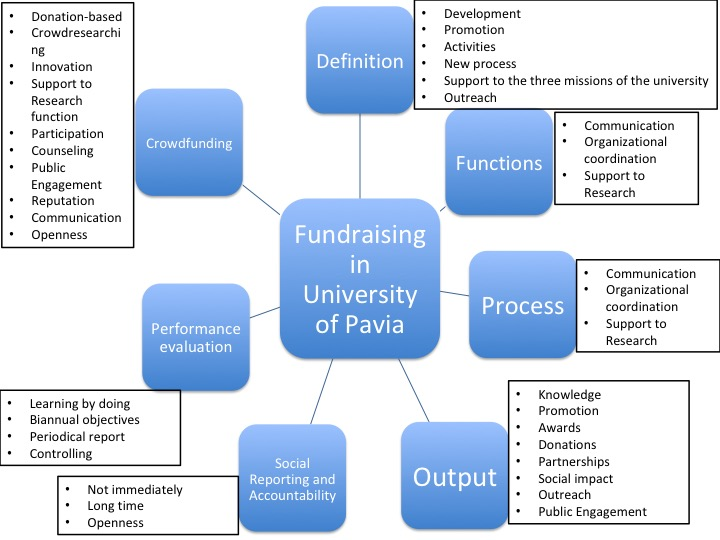 • Donation-based
• Crowdresearchi
ng
• Innovation
• Support to
Research
function
• Participation
• Counseling
• Public
Engagement
• Reputation
• Communication
• Openness
Crowdfunding
Definition
• Development
• Promotion
• Activities
• New process
• Support to the three missions of the university
• Outreach
Functions
• Communication
• Organizational
coordination
• Support to
Research
Fundraising
in
University
of Pavia
Process
• Communication
• Organizational
coordination
• Support to
Research
Performance
evaluation
• Learning by doing
• Biannual objectives
• Periodical report
• Controlling
Social
Reporting and
Accountability
• Not immediately
• Long time
• Openness
Output
• Knowledge
• Promotion
• Awards
• Donations
• Partnerships
• Social impact
• Outreach
• Public Engagement